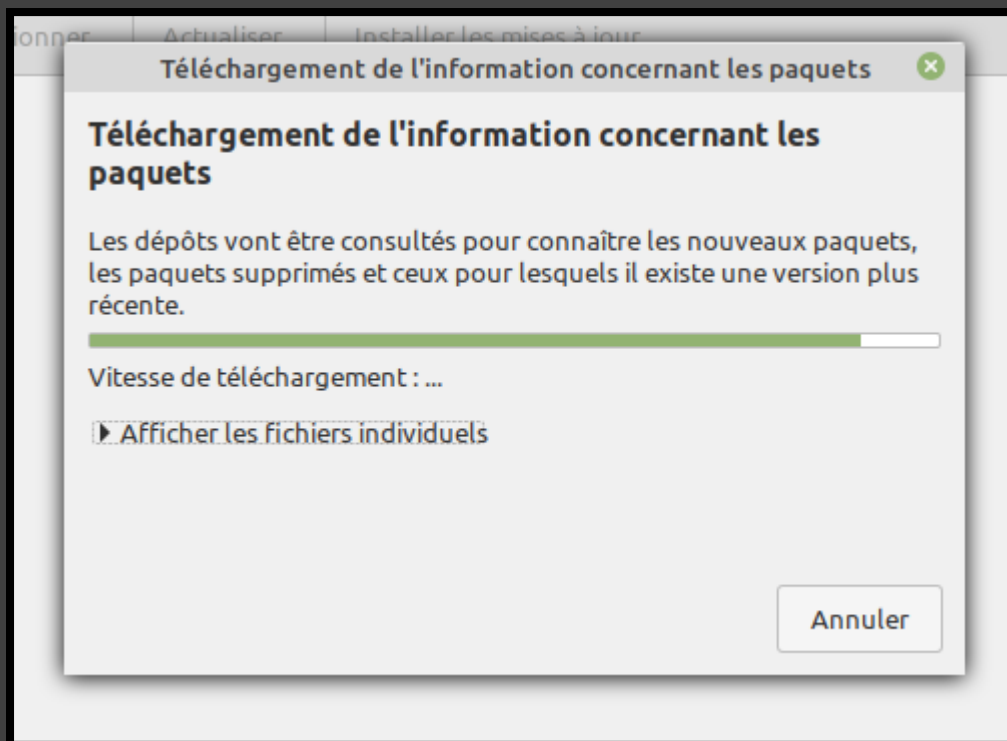 ionner Actualiser Installer les mises à jour
Téléchargement de l'information concernant les paquets
Téléchargement de l'information concernant les
paquets
Les dépôts vont être consultés pour connaître les nouveaux paquets,
les paquets supprimés et ceux pour lesquels il existe une version plus
récente.
Vitesse de téléchargement : ...
Afficher les fichiers individuels
Annuler